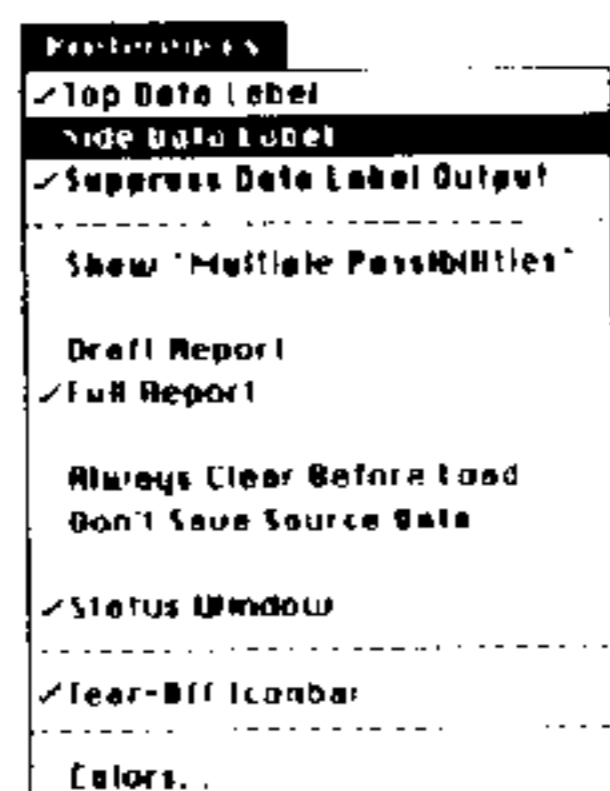 Preferences
Top Data Label
Side Data Label
Suppress Data Label Output
Show "Multiple Possibilities"
Draft Report
Full Report
Always Clear Before Load
Don't Save Source Data
Status Window
Tear-Off Iconbar
Colors..